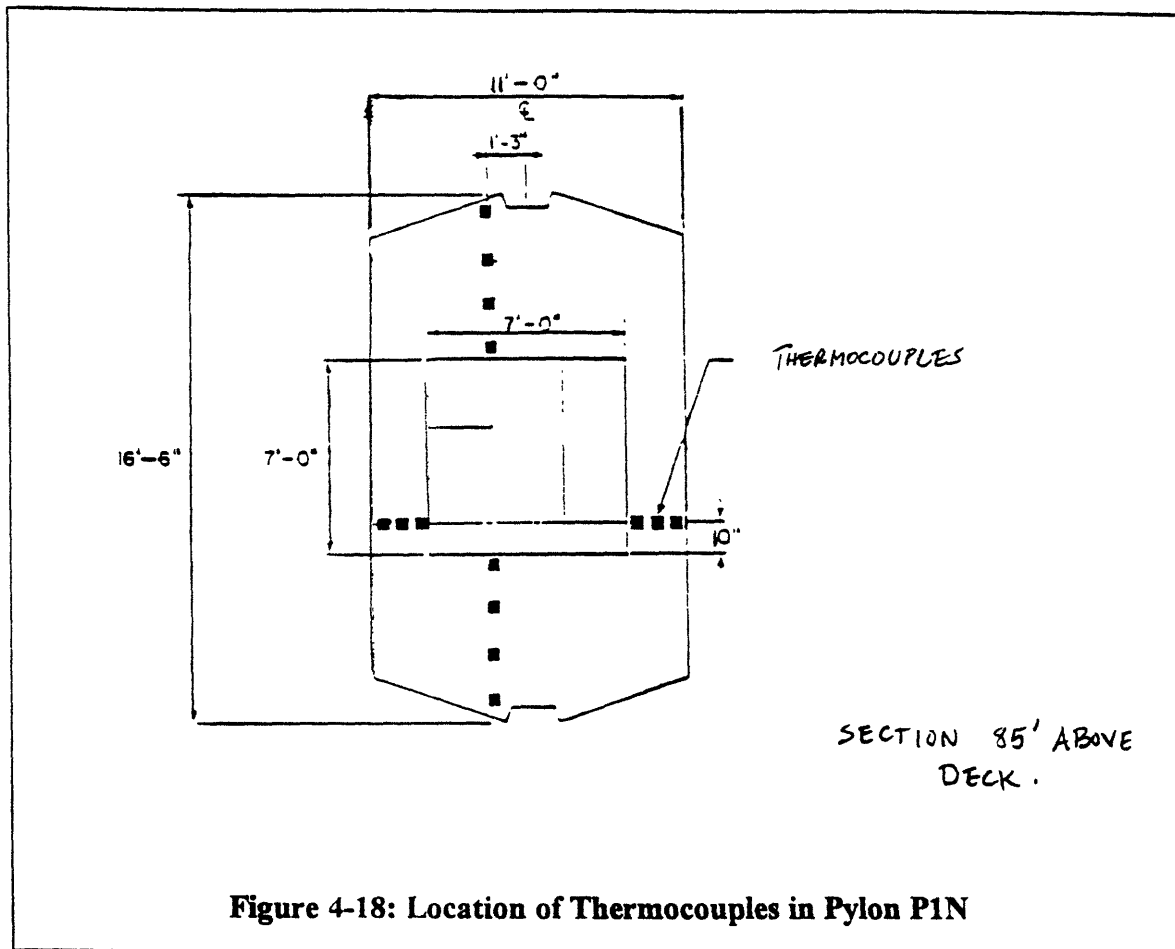 11'-0"
℄
1'-3"
7'-0"
THERMOCOUPLES
16'-6"
7'-0"
10"
SECTION 85' ABOVE
DECK.
Figure 4-18: Location of Thermocouples in Pylon P1N